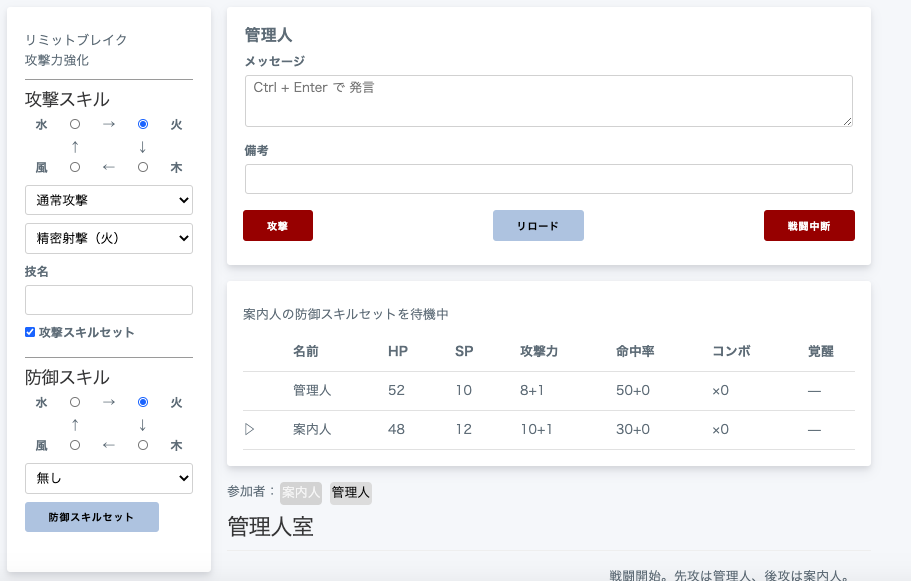 リミットブレイク
攻撃力強化
攻撃スキル
水 → 火
↑ ↓
風 ← 木
通常攻撃
精密射撃（火）
技名
攻撃スキルセット
防御スキル
水 → 火
↑ ↓
風 ← 木
無し
防御スキルセット
管理人
メッセージ
Ctrl + Enter で 発言
備考
攻撃 リロード 戦闘中断
案内人の防御スキルセットを待機中
名前 HP SP 攻撃力 命中率 コンボ 覚醒
管理人 52 10 8+1 50+0 ×0 —
▷ 案内人 48 12 10+1 30+0 ×0 —
参加者： 案内人 管理人
管理人室
戦闘開始。先攻は管理人、後攻は案内人。